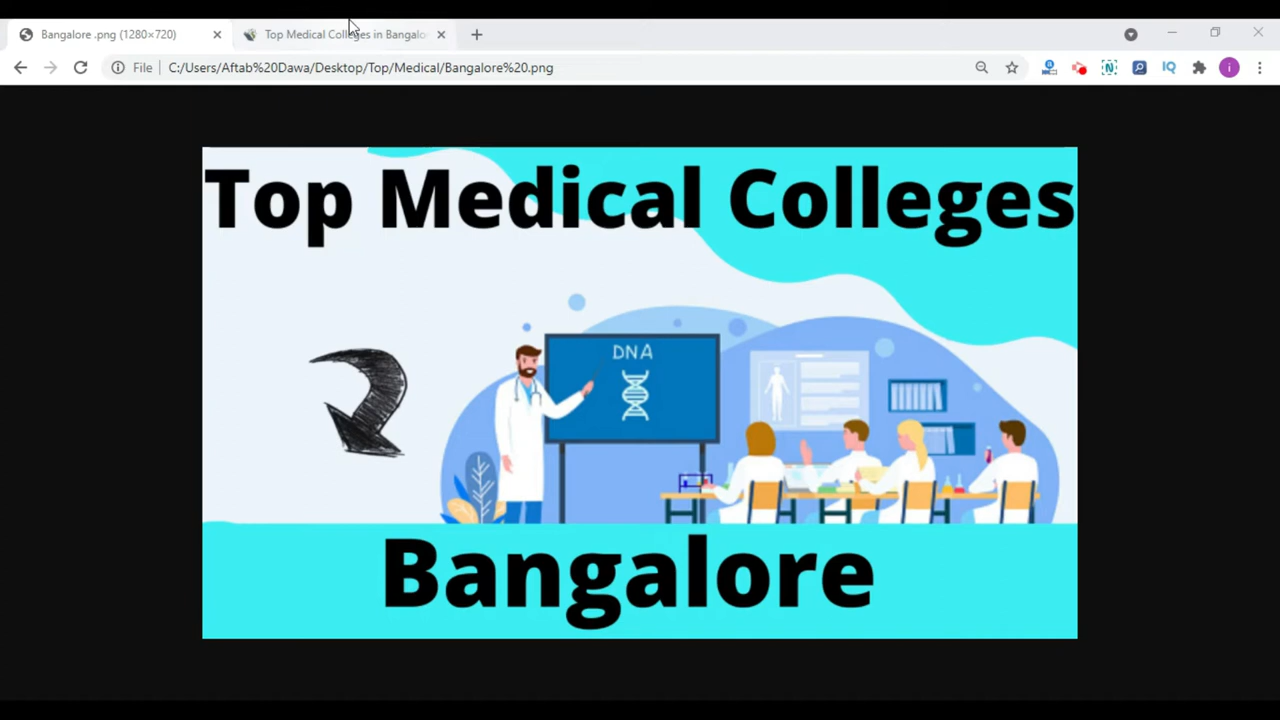 Bangalore .png (1280×720)
Top Medical Colleges in Bangalo
File
C:/Users/Aftab%20Dawa/Desktop/Top/Medical/Bangalore%20.png
IQ
i
Top Medical Colleges
DNA
Bangalore